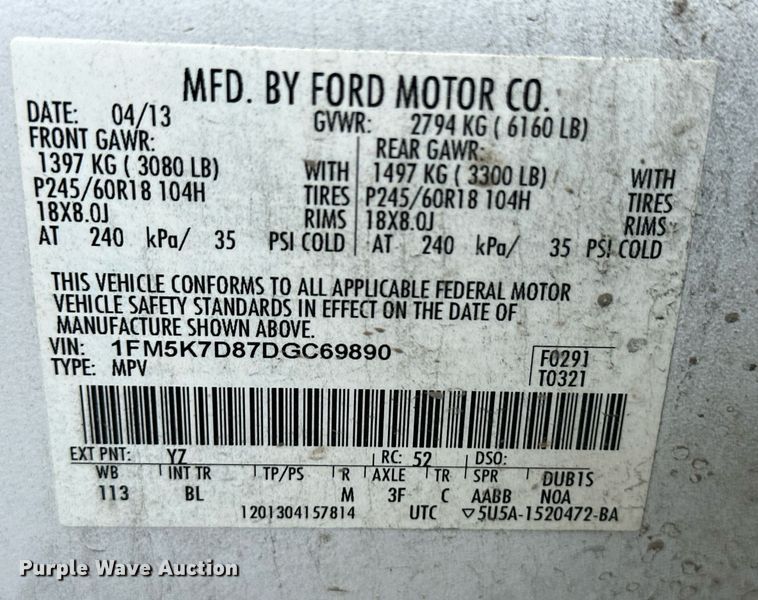 MFD. BY FORD MOTOR CO.
DATE: 04/13 GVWR: 2794 KG ( 6160 LB)
FRONT GAWR: REAR GAWR:
1397 KG ( 3080 LB) WITH 1497 KG ( 3300 LB) WITH
P245/60R18 104H TIRES P245/60R18 104H TIRES
18X8.0J RIMS 18X8.0J RIMS
AT 240 kPa/ 35 PSI COLD AT 240 kPa/ 35 PSI COLD
THIS VEHICLE CONFORMS TO ALL APPLICABLE FEDERAL MOTOR
VEHICLE SAFETY STANDARDS IN EFFECT ON THE DATE OF
MANUFACTURE SHOWN ABOVE.
VIN: 1FM5K7D87DGC69890 F0291
TYPE: MPV T0321
EXT PNT: YZ RC: 52 DSO:
WB INT TR TP/PS R AXLE TR SPR DUB1S
113 BL M 3F C AABB NOA
1201304157814 UTC ▽5U5A-1520472-BA
Purple Wave Auction